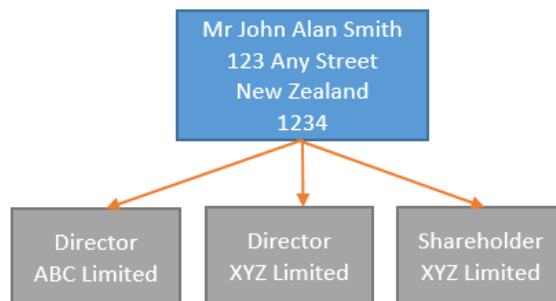 Mr John Alan Smith
123 Any Street
New Zealand
1234
Director
ABC Limited
Director
XYZ Limited
Shareholder
XYZ Limited